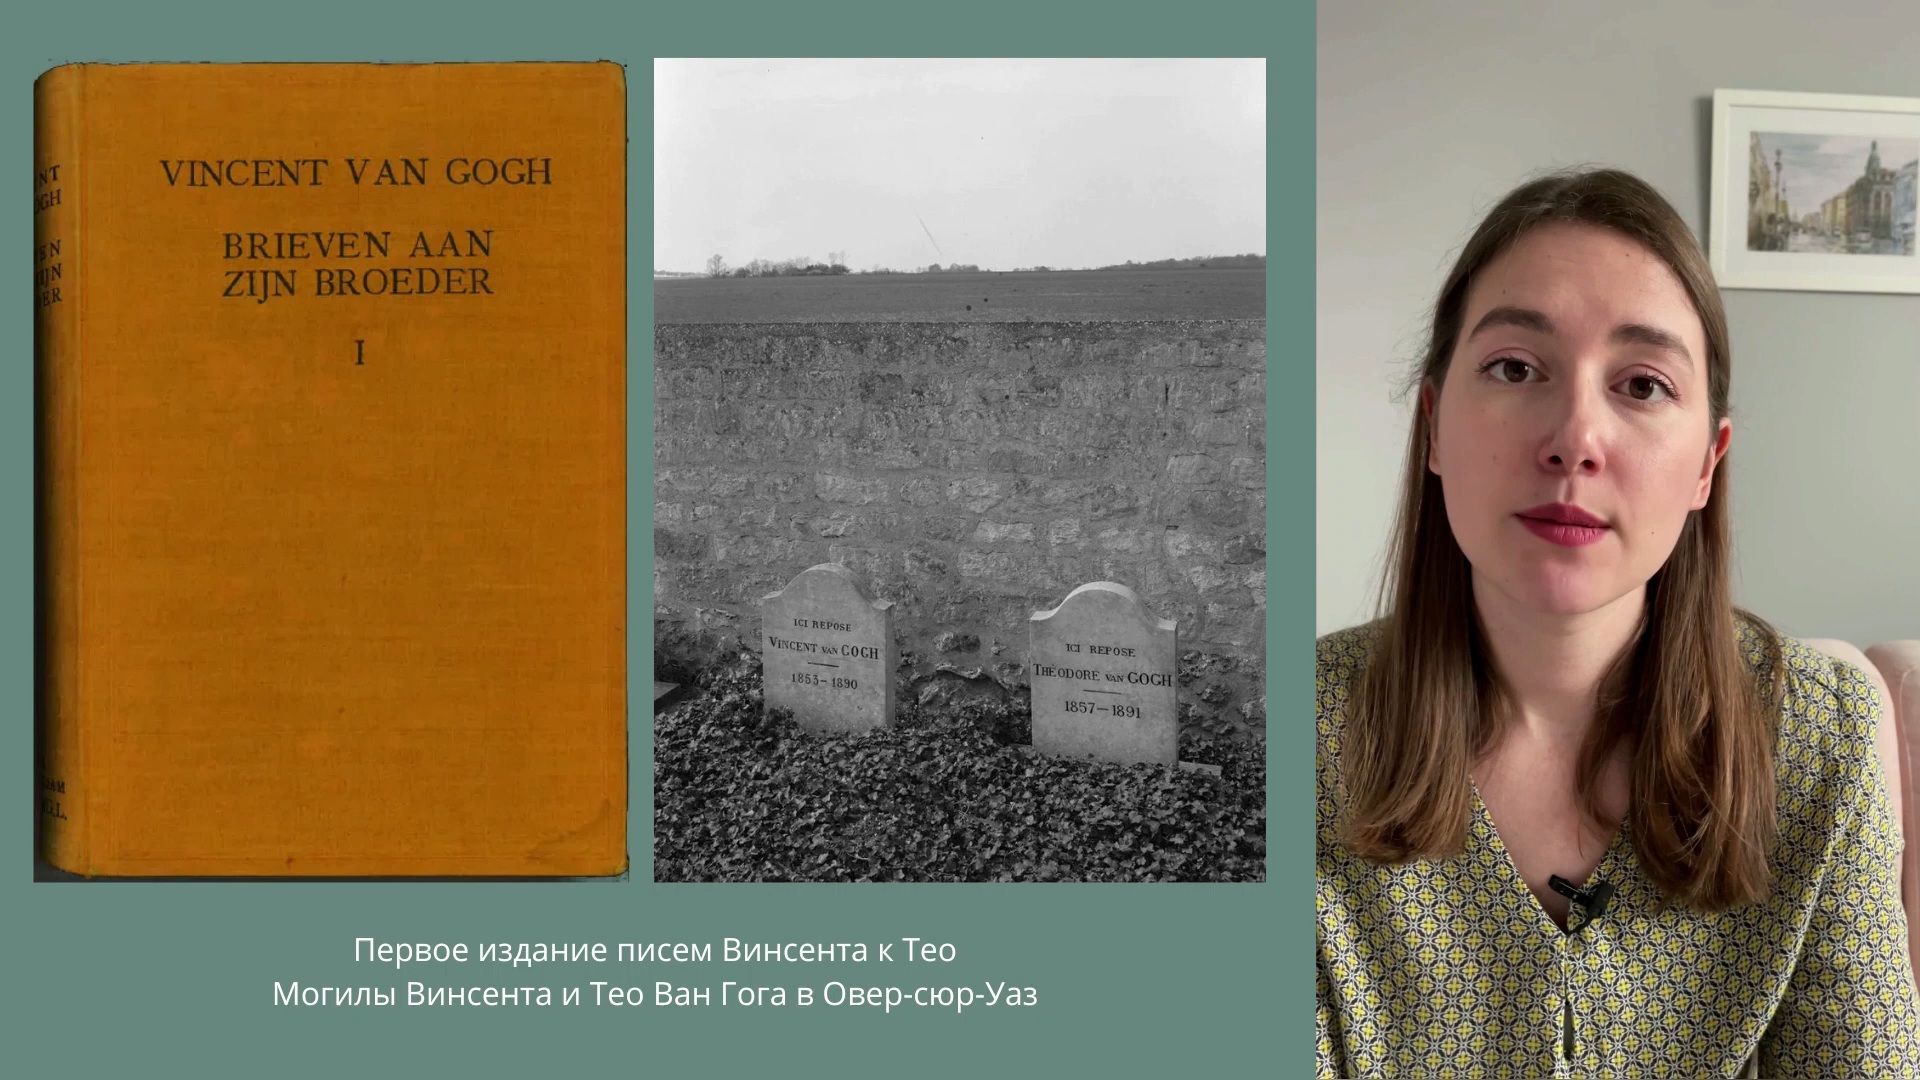 VINCENT VAN GOGH
BRIEVEN AAN
ZIJN BROEDER
I
ICI REPOSE
VINCENT VAN GOGH
1853–1890
ICI REPOSE
THEODORE VAN GOGH
1857–1891
Первое издание писем Винсента к Тео
Могилы Винсента и Тео Ван Гога в Овер-сюр-Уаз